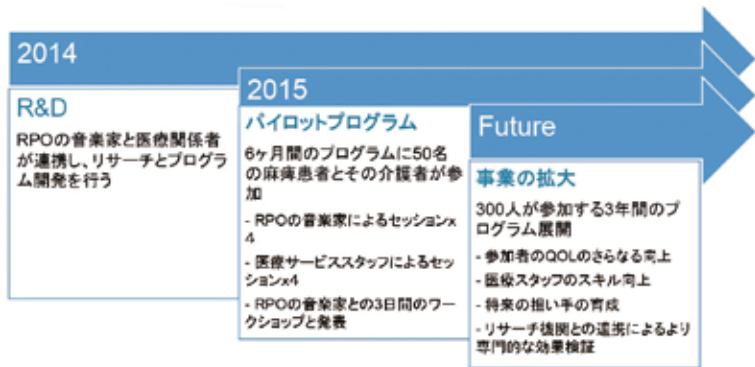 2014
R&D
RPOの音楽家と医療関係者
が連携し、リサーチとプログラ
ム開発を行う
2015
パイロットプログラム
6ヶ月間のプログラムに50名
の麻痺患者とその介護者が参
加
- RPOの音楽家によるセッションx
4
- 医療サービススタッフによるセッ
ションx4
- RPOの音楽家との3日間のワー
クショップと発表
Future
事業の拡大
300人が参加する3年間のプ
ログラム展開
- 参加者のQOLのさらなる向上
- 医療スタッフのスキル向上
- 将来の担い手の育成
- リサーチ機関との連携によるより
専門的な効果検証